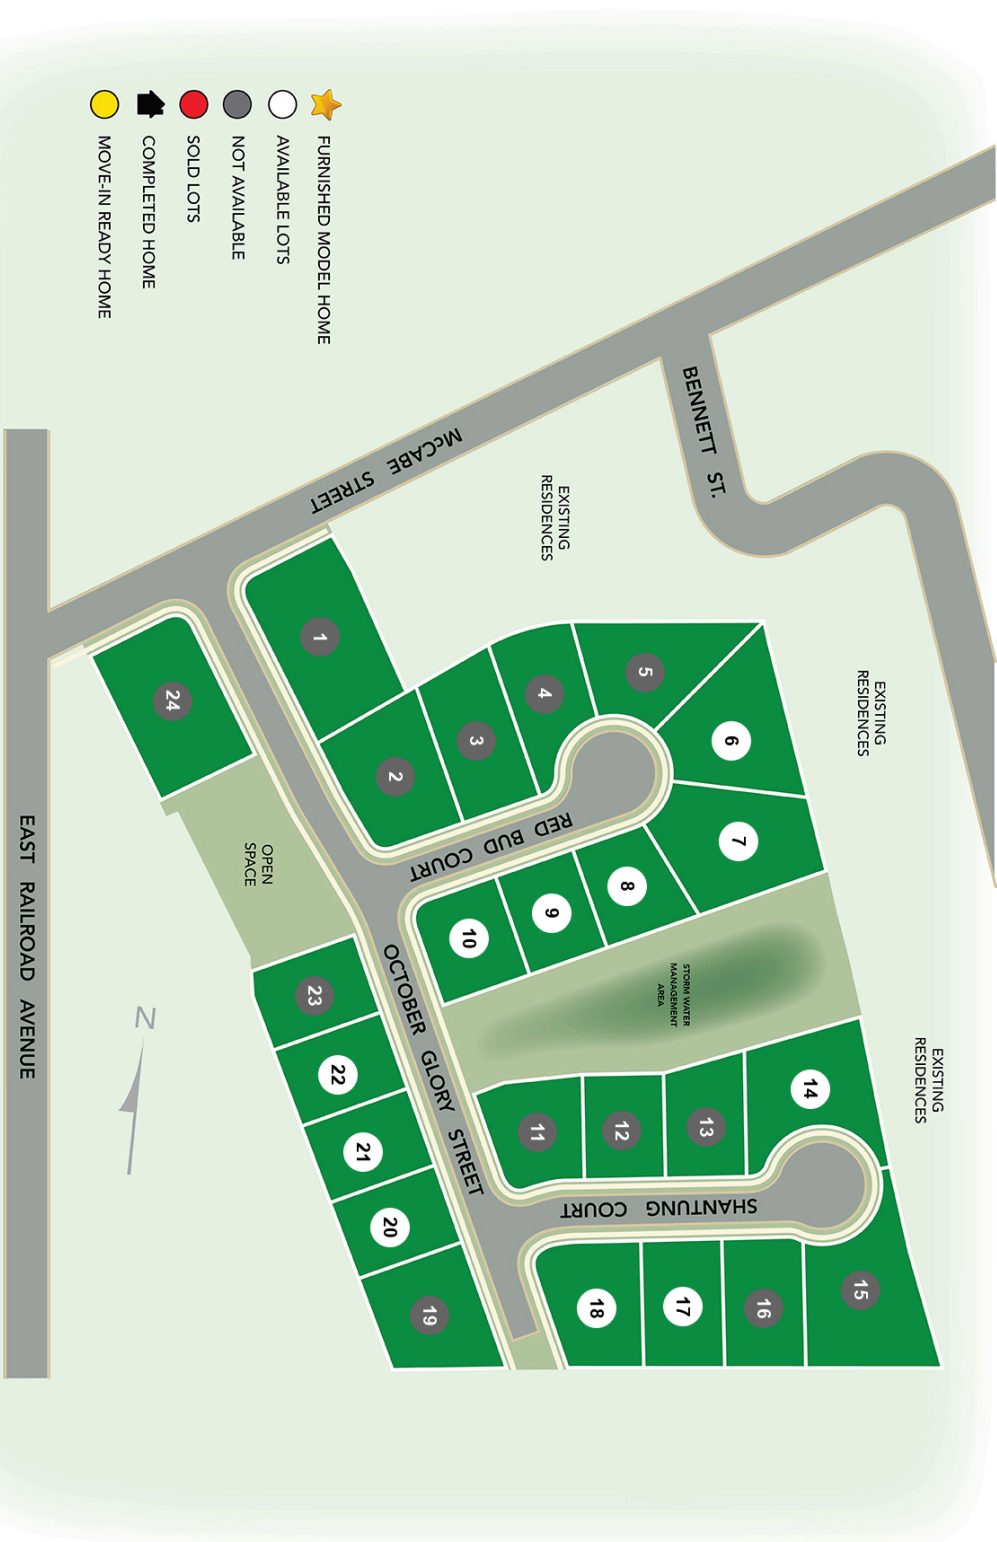 FURNISHED MODEL HOME
AVAILABLE LOTS
NOT AVAILABLE
SOLD LOTS
COMPLETED HOME
MOVE-IN READY HOME
BENNETT ST.
McCABE STREET
EXISTING
RESIDENCES
EXISTING
RESIDENCES
EXISTING
RESIDENCES
1
2
3
4
5
6
7
8
9
10
RED BUD COURT
STORM WATER
MANAGEMENT
AREA
14
13
12
11
SHANTUNG COURT
15
16
17
18
OCTOBER GLORY STREET
24
OPEN
SPACE
23
22
21
20
19
N
EAST RAILROAD AVENUE